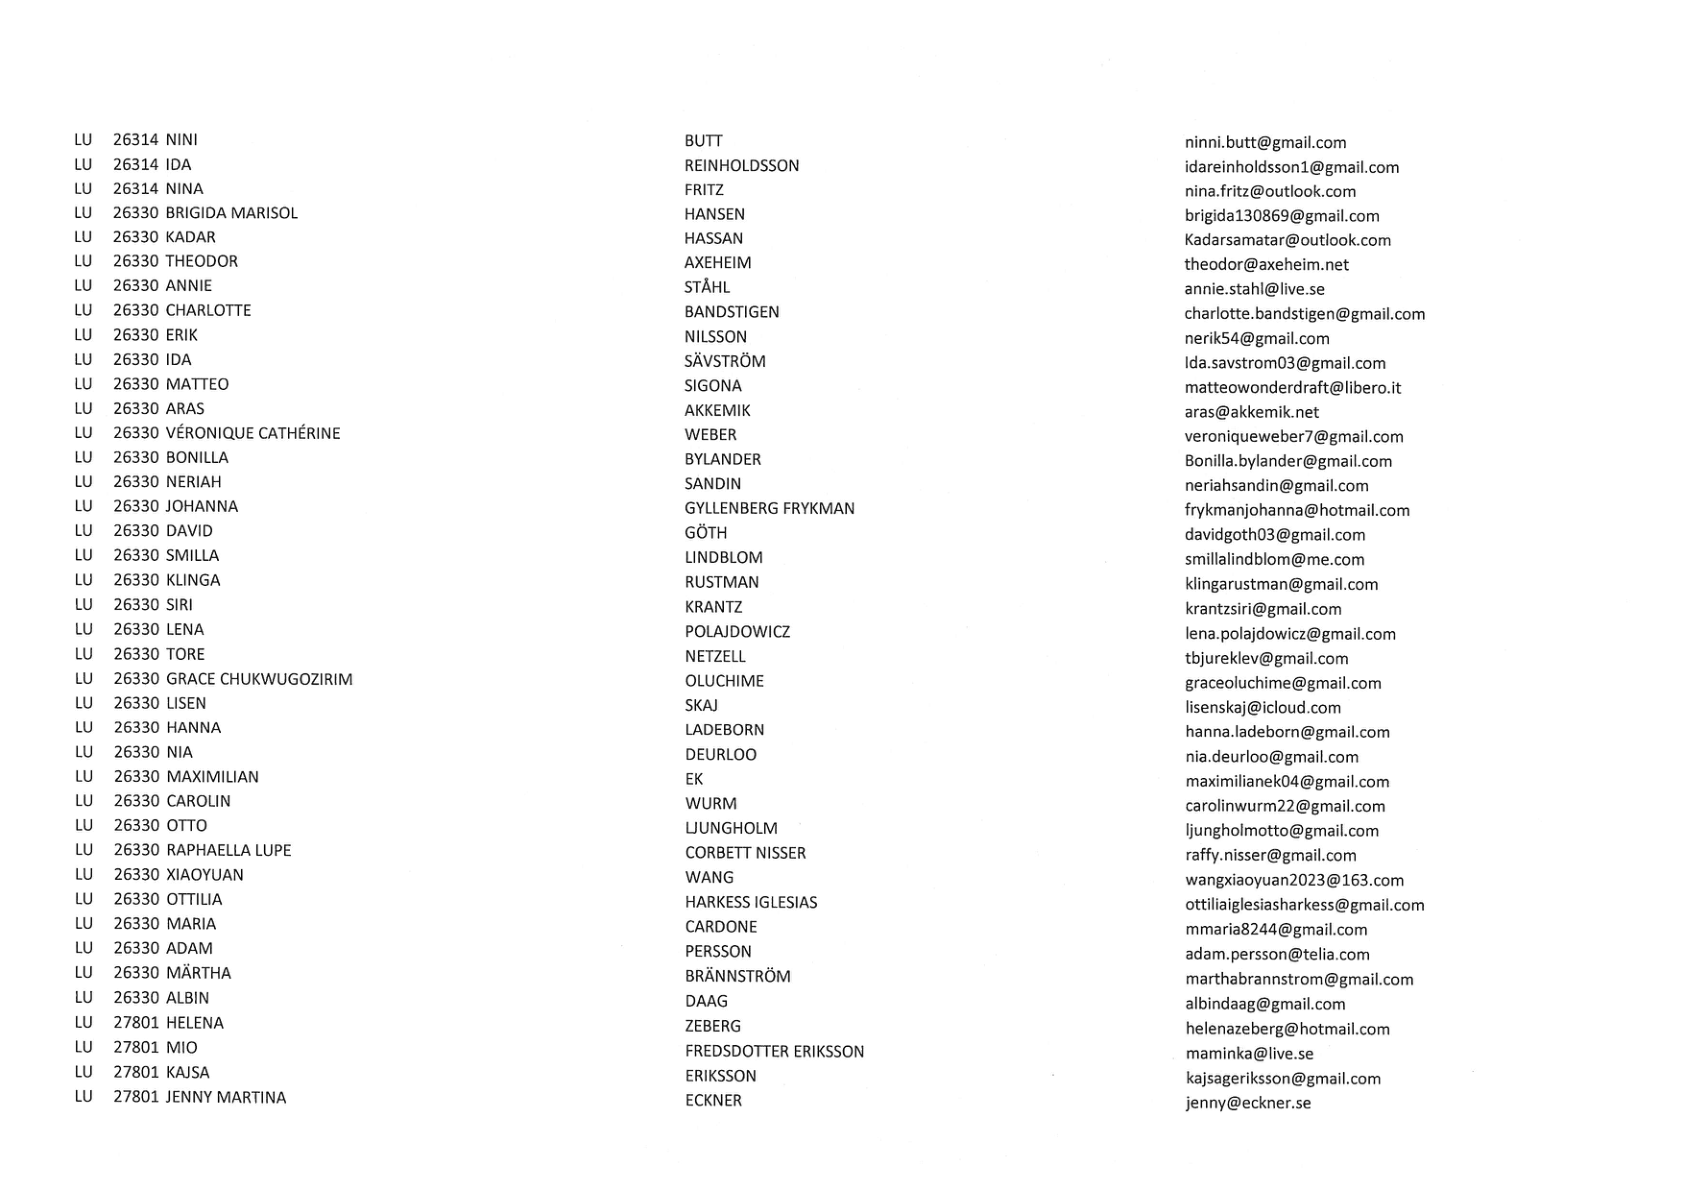 LU 26314 NINI BUTT ninni.butt@gmail.com
LU 26314 IDA REINHOLDSSON idareinholdsson1@gmail.com
LU 26314 NINA FRITZ nina.fritz@outlook.com
LU 26330 BRIGIDA MARISOL HANSEN brigida130869@gmail.com
LU 26330 KADAR HASSAN Kadarsamatar@outlook.com
LU 26330 THEODOR AXEHEIM theodor@axeheim.net
LU 26330 ANNIE STÅHL annie.stahl@live.se
LU 26330 CHARLOTTE BANDSTIGEN charlotte.bandstigen@gmail.com
LU 26330 ERIK NILSSON nerik54@gmail.com
LU 26330 IDA SÄVSTRÖM Ida.savstrom03@gmail.com
LU 26330 MATTEO SIGONA matteowonderdraft@libero.it
LU 26330 ARAS AKKEMIK aras@akkemik.net
LU 26330 VÉRONIQUE CATHÉRINE WEBER veroniqueweber7@gmail.com
LU 26330 BONILLA BYLANDER Bonilla.bylander@gmail.com
LU 26330 NERIAH SANDIN neriahsandin@gmail.com
LU 26330 JOHANNA GYLLENBERG FRYKMAN frykmanjohanna@hotmail.com
LU 26330 DAVID GÖTH davidgoth03@gmail.com
LU 26330 SMILLA LINDBLOM smillalindblom@me.com
LU 26330 KLINGA RUSTMAN klingarustman@gmail.com
LU 26330 SIRI KRANTZ krantzsiri@gmail.com
LU 26330 LENA POLAJDOWICZ lena.polajdowicz@gmail.com
LU 26330 TORE NETZELL tbjureklev@gmail.com
LU 26330 GRACE CHUKWUGOZIRIM OLUCHIME graceoluchime@gmail.com
LU 26330 LISEN SKAJ lisenskaj@icloud.com
LU 26330 HANNA LADEBORN hanna.ladeborn@gmail.com
LU 26330 NIA DEURLOO nia.deurloo@gmail.com
LU 26330 MAXIMILIAN EK maximilianek04@gmail.com
LU 26330 CAROLIN WURM carolinwurm22@gmail.com
LU 26330 OTTO LJUNGHOLM ljungholmotto@gmail.com
LU 26330 RAPHAELLA LUPE CORBETT NISSER raffy.nisser@gmail.com
LU 26330 XIAOYUAN WANG wangxiaoyuan2023@163.com
LU 26330 OTTILIA HARKESS IGLESIAS ottiliaiglesiasharkess@gmail.com
LU 26330 MARIA CARDONE mmaria8244@gmail.com
LU 26330 ADAM PERSSON adam.persson@telia.com
LU 26330 MÄRTHA BRÄNNSTRÖM marthabrannstrom@gmail.com
LU 26330 ALBIN DAAG albindaag@gmail.com
LU 27801 HELENA ZEBERG helenazeberg@hotmail.com
LU 27801 MIO FREDSDOTTER ERIKSSON maminka@live.se
LU 27801 KAJSA ERIKSSON kajsageriksson@gmail.com
LU 27801 JENNY MARTINA ECKNER jenny@eckner.se